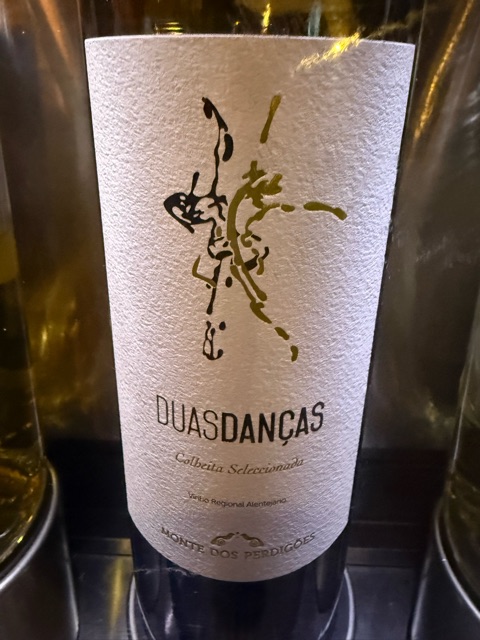 DUASDANÇAS
Colheita Seleccionada
Vinho Regional Alentejano
MONTE DOS PERDIGÕES